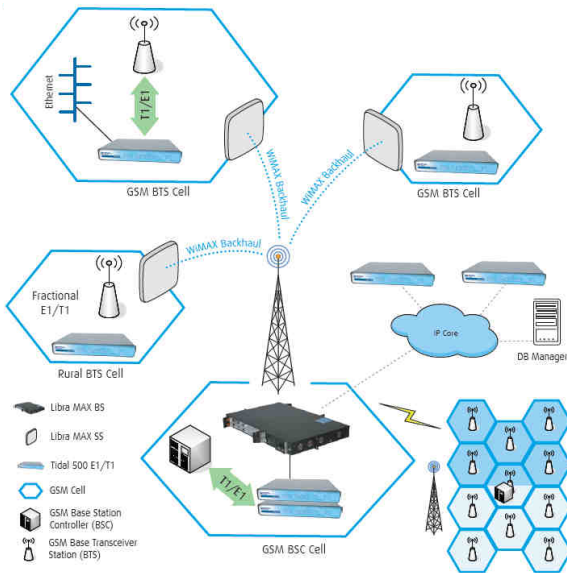 Ethernet
T1/E1
GSM BTS Cell
WiMAX Backhaul
WiMAX Backhaul
GSM BTS Cell
WiMAX Backhaul
Fractional
E1/T1
Rural BTS Cell
IP Core
DB Manager
Libra MAX BS
Libra MAX SS
Tidal 500 E1/T1
GSM Cell
GSM Base Station
Controller (BSC)
GSM Base Transceiver
Station (BTS)
T1/E1
GSM BSC Cell